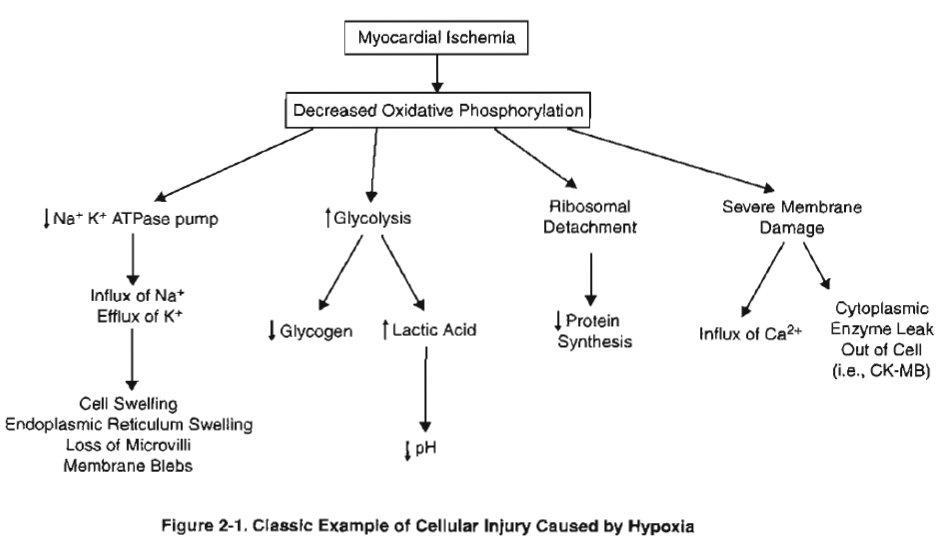 Myocardial Ischemia
Decreased Oxidative Phosphorylation
↓Na⁺ K⁺ ATPase pump
Influx of Na⁺
Efflux of K⁺
Cell Swelling
Endoplasmic Reticulum Swelling
Loss of Microvilli
Membrane Blebs
↑Glycolysis
↓Glycogen
↑Lactic Acid
↓pH
Ribosomal
Detachment
↓Protein
Synthesis
Severe Membrane
Damage
Influx of Ca²⁺
Cytoplasmic
Enzyme Leak
Out of Cell
(i.e., CK-MB)
Figure 2-1. Classic Example of Cellular Injury Caused by Hypoxia